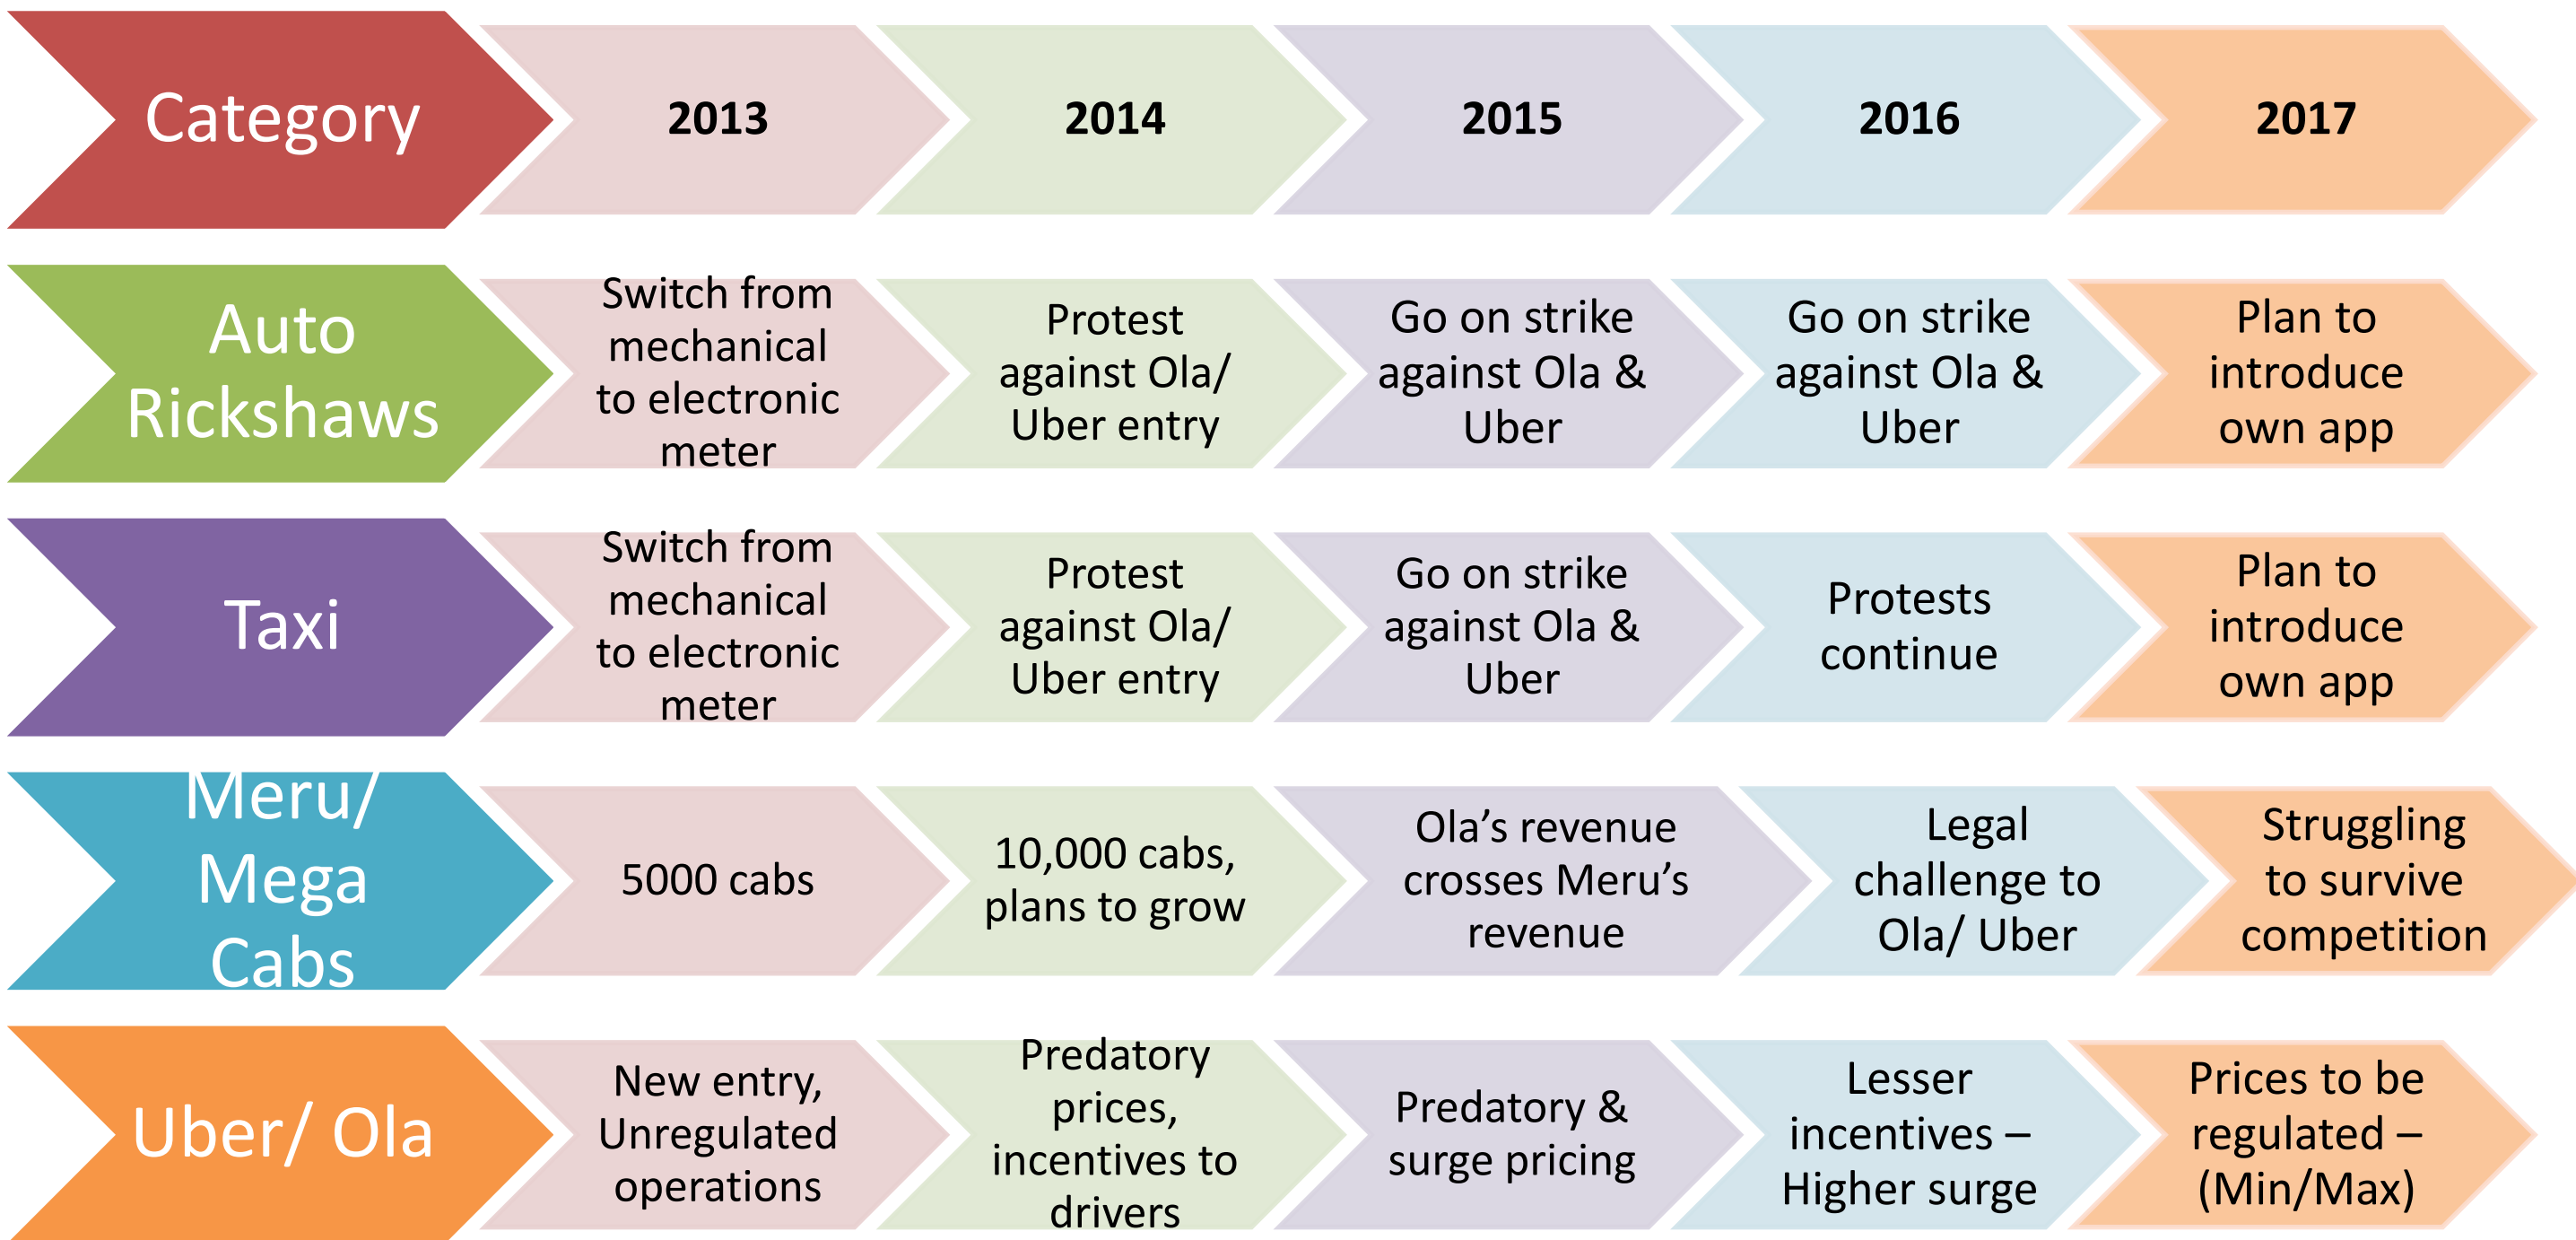 Category
2013
2014
2015
2016
2017
Auto
Rickshaws
Switch from
mechanical
to electronic
meter
Protest
against Ola/
Uber entry
Go on strike
against Ola &
Uber
Go on strike
against Ola &
Uber
Plan to
introduce
own app
Taxi
Switch from
mechanical
to electronic
meter
Protest
against Ola/
Uber entry
Go on strike
against Ola &
Uber
Protests
continue
Plan to
introduce
own app
Meru/
Mega
Cabs
5000 cabs
10,000 cabs,
plans to grow
Ola’s revenue
crosses Meru’s
revenue
Legal
challenge to
Ola/ Uber
Struggling
to survive
competition
Uber/ Ola
New entry,
Unregulated
operations
Predatory
prices,
incentives to
drivers
Predatory &
surge pricing
Lesser
incentives –
Higher surge
Prices to be
regulated –
(Min/Max)